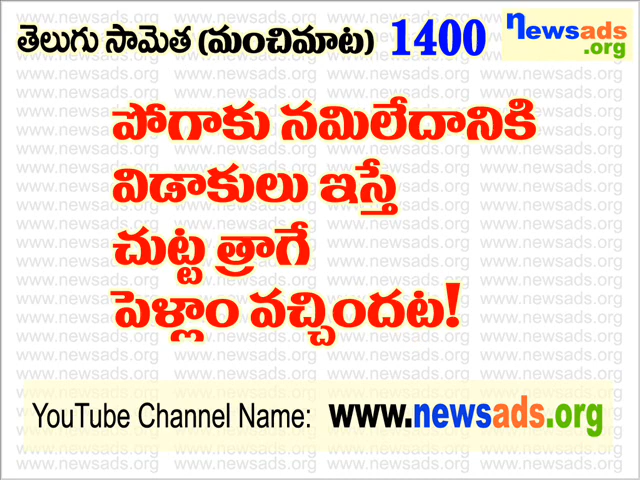 తెలుగు సామెత (మంచిమాట) 1400
newsads
.org
పోగాకు నమిలేదానికి
విడాకులు ఇస్తే
చుట్ట త్రాగే
పెళ్లాం వచ్చిందట!
YouTube Channel Name: www.newsads.org